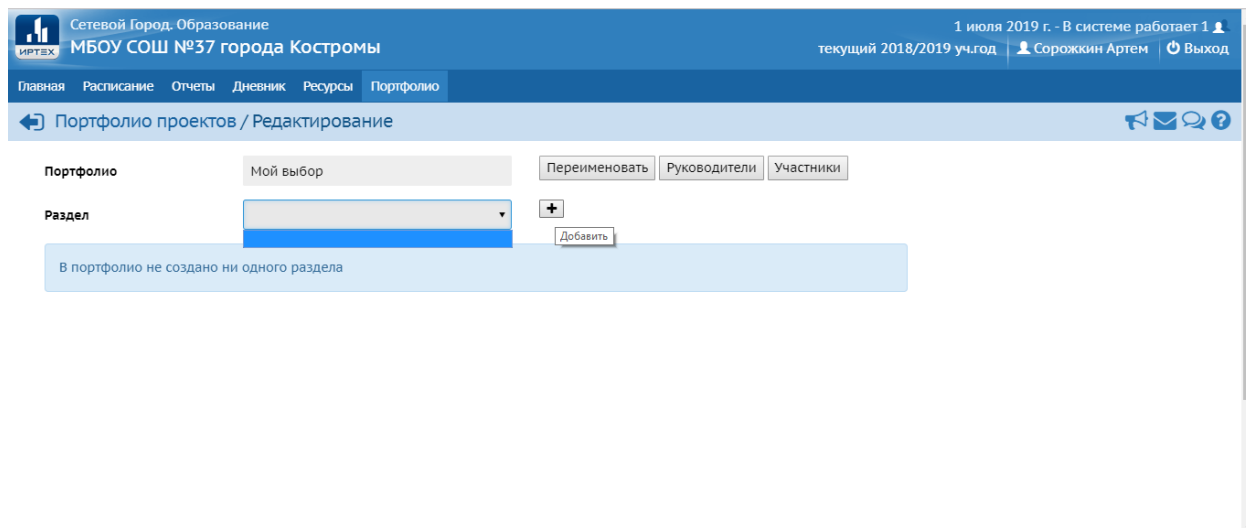 Сетевой Город. Образование
1 июля 2019 г. - В системе работает 1
ИРТЕХ
МБОУ СОШ №37 города Костромы
текущий 2018/2019 уч.год Сорожкин Артем Выход
Главная Расписание Отчеты Дневник Ресурсы Портфолио
Портфолио проектов / Редактирование
Портфолио Мой выбор Переименовать Руководители Участники
Раздел
Добавить
В портфолио не создано ни одного раздела